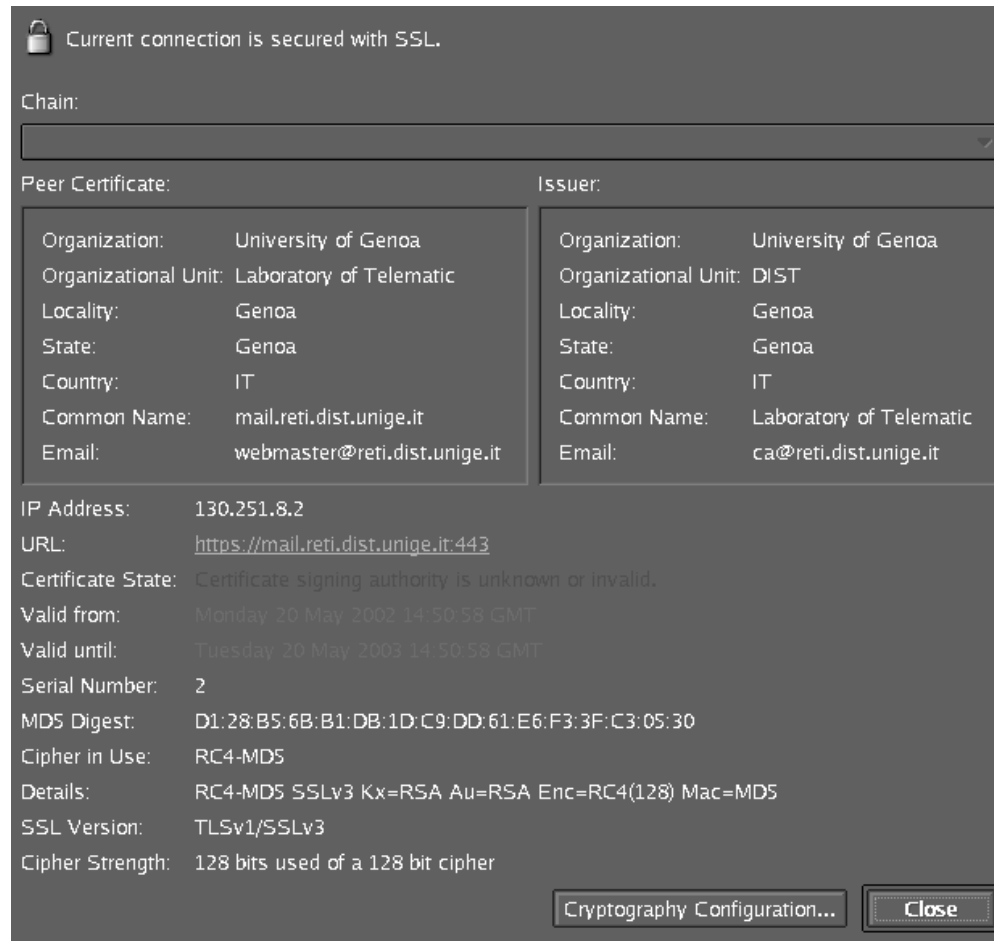 Current connection is secured with SSL.
Chain:
Peer Certificate:
Organization: University of Genoa
Organizational Unit: Laboratory of Telematic
Locality: Genoa
State: Genoa
Country: IT
Common Name: mail.reti.dist.unige.it
Email: webmaster@reti.dist.unige.it
Issuer:
Organization: University of Genoa
Organizational Unit: DIST
Locality: Genoa
State: Genoa
Country: IT
Common Name: Laboratory of Telematic
Email: ca@reti.dist.unige.it
IP Address: 130.251.8.2
URL: https://mail.reti.dist.unige.it:443
Certificate State: Certificate signing authority is unknown or invalid.
Valid from: Monday 20 May 2002 14:50:58 GMT
Valid until: Tuesday 20 May 2003 14:50:58 GMT
Serial Number: 2
MD5 Digest: D1:28:B5:6B:B1:DB:1D:C9:DD:61:E6:F3:3F:C3:05:30
Cipher in Use: RC4-MD5
Details: RC4-MD5 SSLv3 Kx=RSA Au=RSA Enc=RC4(128) Mac=MD5
SSL Version: TLSv1/SSLv3
Cipher Strength: 128 bits used of a 128 bit cipher
Cryptography Configuration...
Close